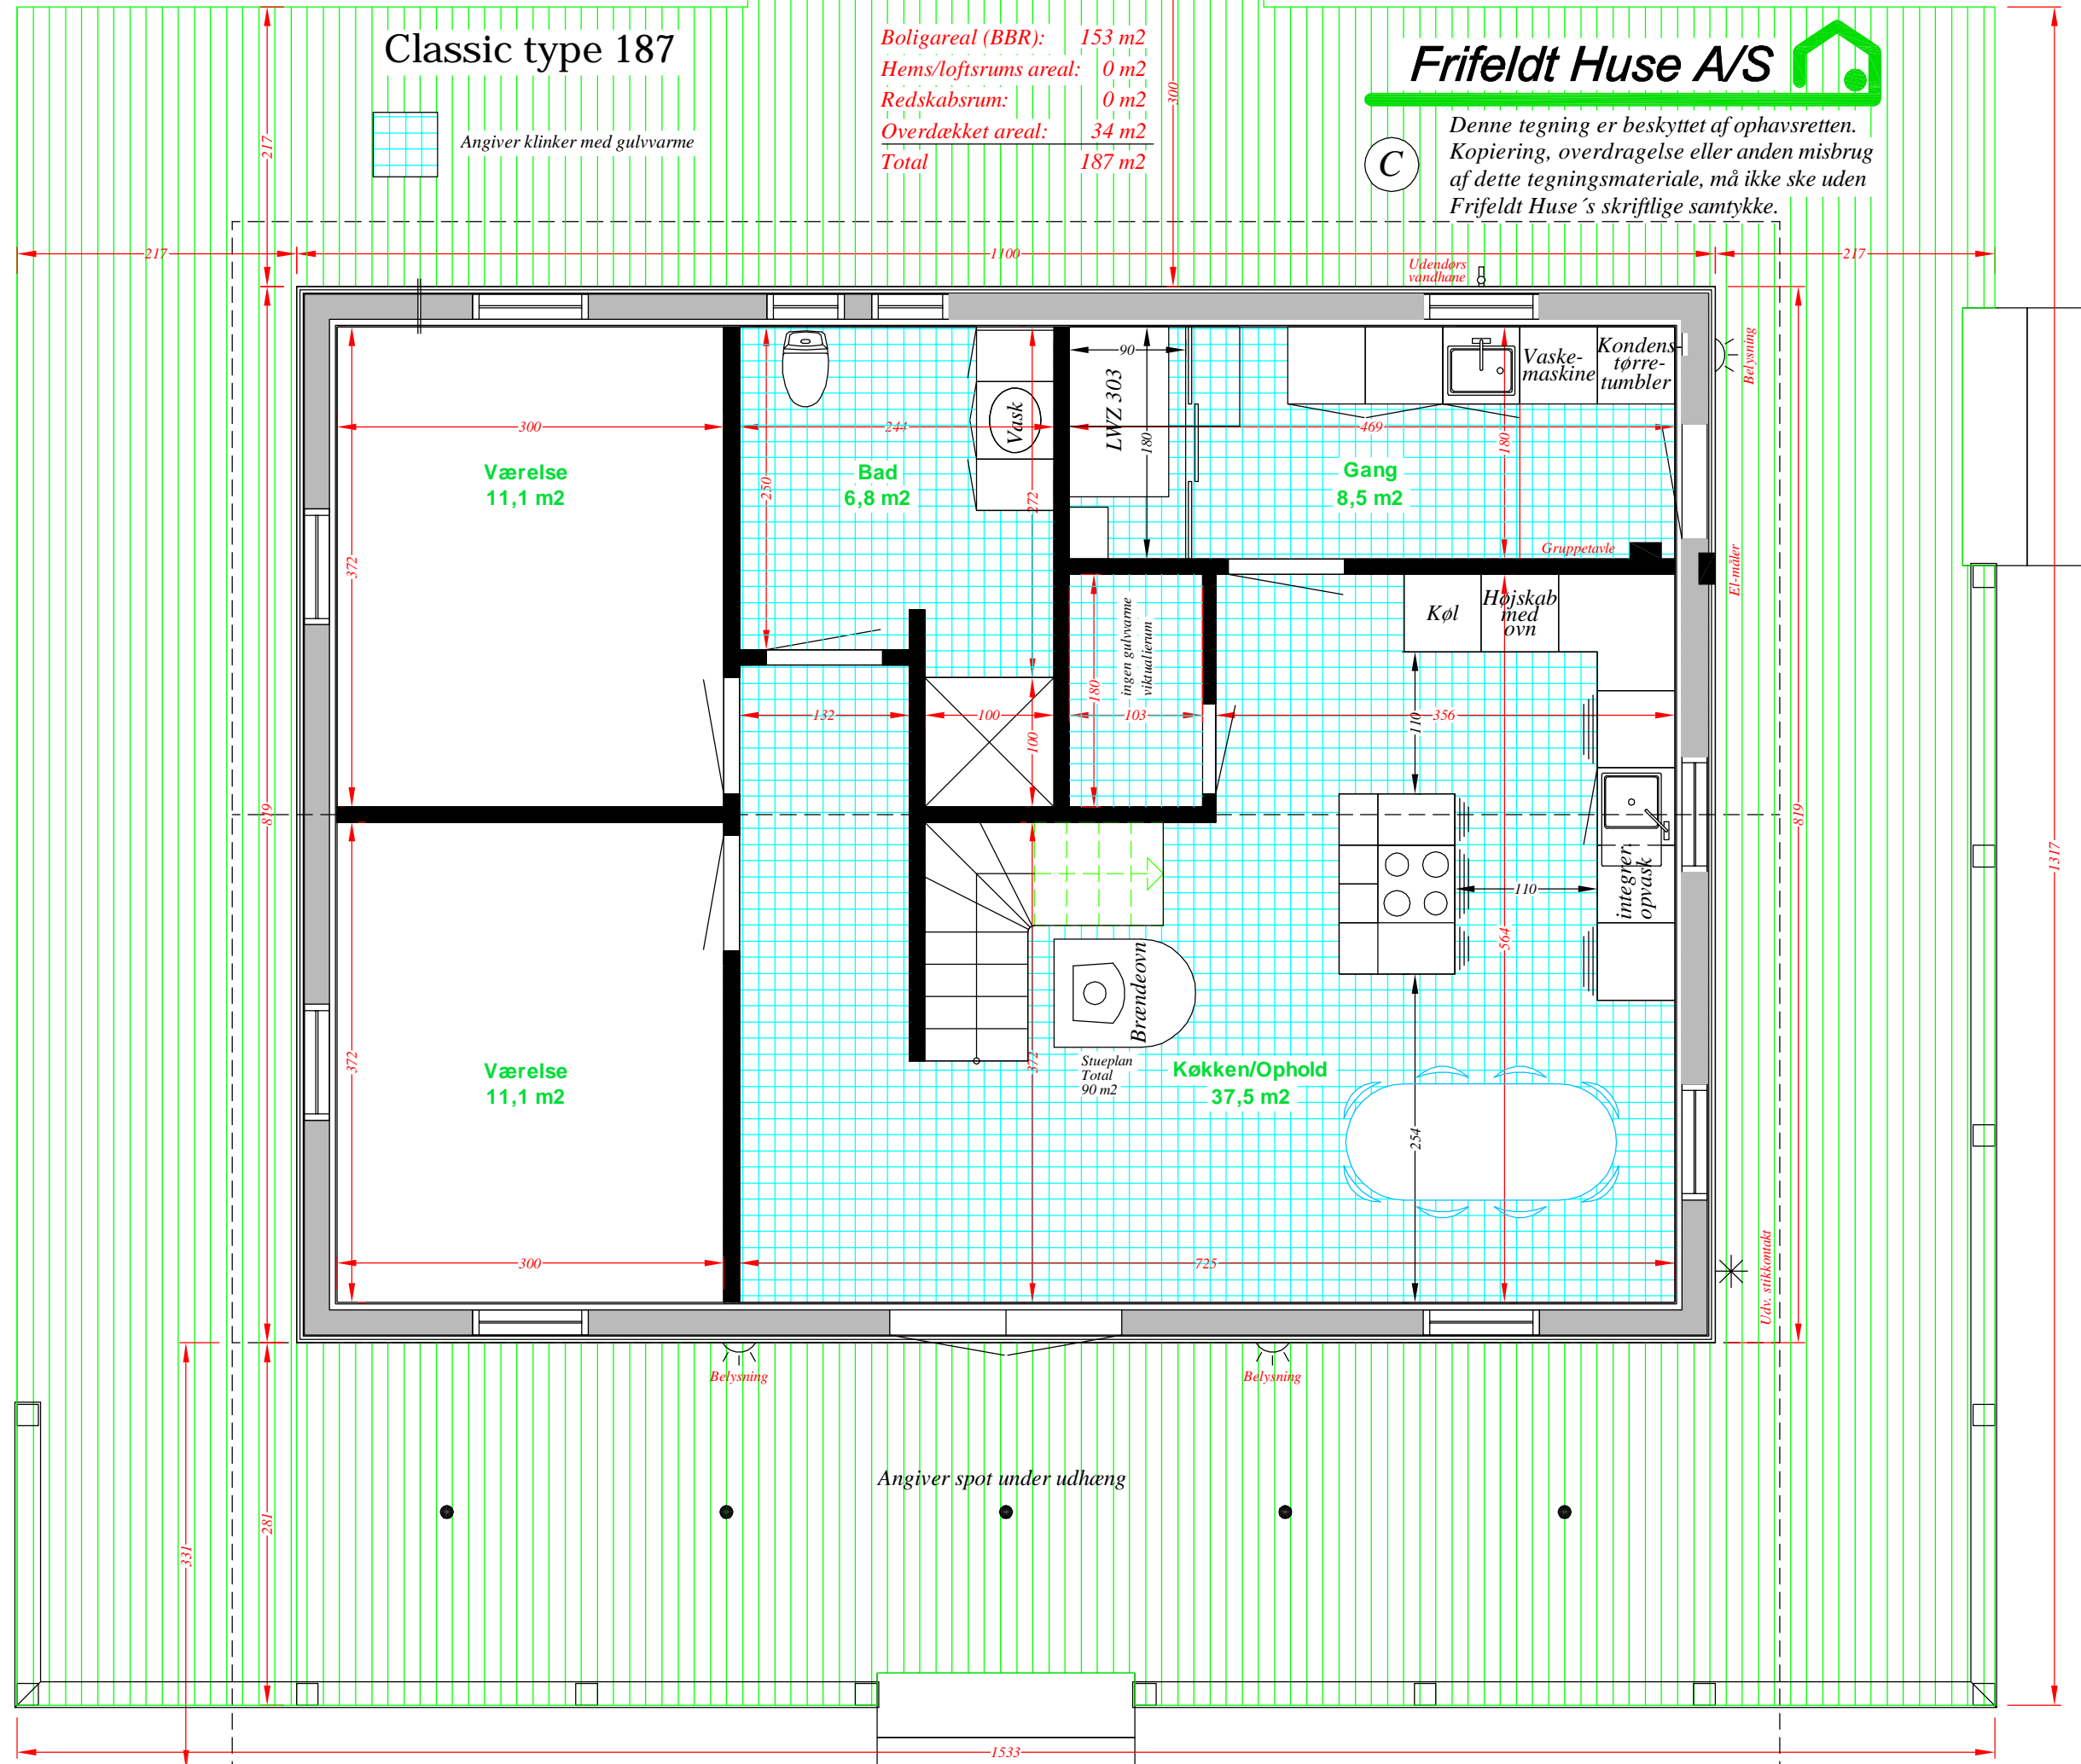 Classic type 187
Angiver klinker med gulvvarme
Boligareal (BBR): 153 m2
Hems/loftsrums areal: 0 m2
Redskabsrum: 0 m2
Overdækket areal: 34 m2
Total 187 m2
Frifeldt Huse A/S
C
Denne tegning er beskyttet af ophavsretten.
Kopiering, overdragelse eller anden misbrug
af dette tegningsmateriale, må ikke ske uden
Frifeldt Huse´s skriftlige samtykke.
217
300
217
1100
217
Udendørs
vandhane
Belysning
90
LWZ 303
180
Vaske-
maskine
Kondens
tørre-
tumbler
Vask
300
244
469
180
Værelse
11,1 m2
Bad
6,8 m2
Gang
8,5 m2
250
272
372
Gruppetavle
El-måler
Køl
Højskab
med
ovn
ingen gulvvarme
viktualierum
180
132
100
103
110
356
100
819
819
1317
integrer.
opvask
110
564
Brændeovn
372
372
Stueplan
Total
90 m2
Værelse
11,1 m2
Køkken/Ophold
37,5 m2
254
300
725
Udv. stikkontakt
Belysning
Belysning
Angiver spot under udhæng
281
331
1533